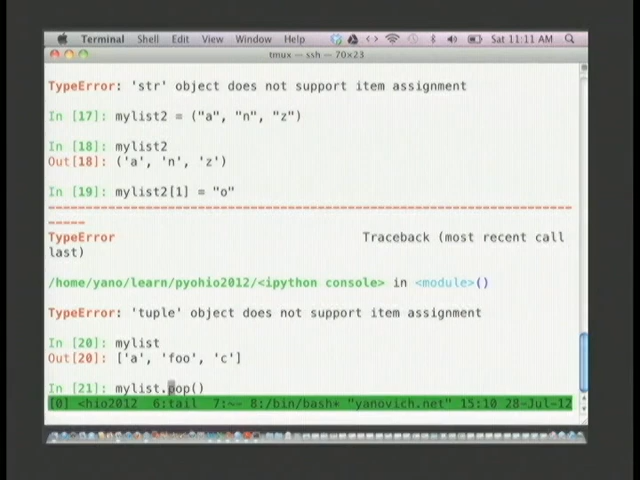 Terminal Shell Edit View Window Help Sat 11:11 AM
tmux — ssh — 70×23
TypeError: 'str' object does not support item assignment
In [17]: mylist2 = ("a", "n", "z")
In [18]: mylist2
Out[18]: ('a', 'n', 'z')
In [19]: mylist2[1] = "o"
---------------------------------------------------------------------
-----
TypeError Traceback (most recent call
last)
/home/yano/learn/pyohio2012/<ipython console> in <module>()
TypeError: 'tuple' object does not support item assignment
In [20]: mylist
Out[20]: ['a', 'foo', 'c']
In [21]: mylist.pop()
[0] <hio2012 6:tail 7:~- 8:/bin/bash* "yanovich.net" 15:10 28-Jul-12